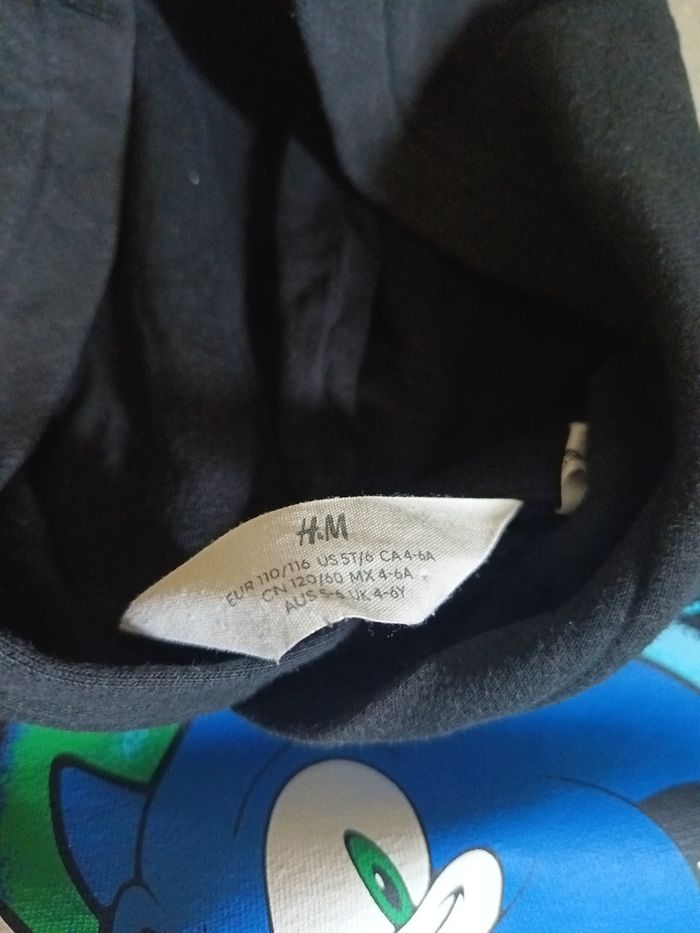 H&M
EUR 110/116 US 5T/6 CA 4-6A
CN 120/60 MX 4-6A
AUS 5-6 UK 4-6Y